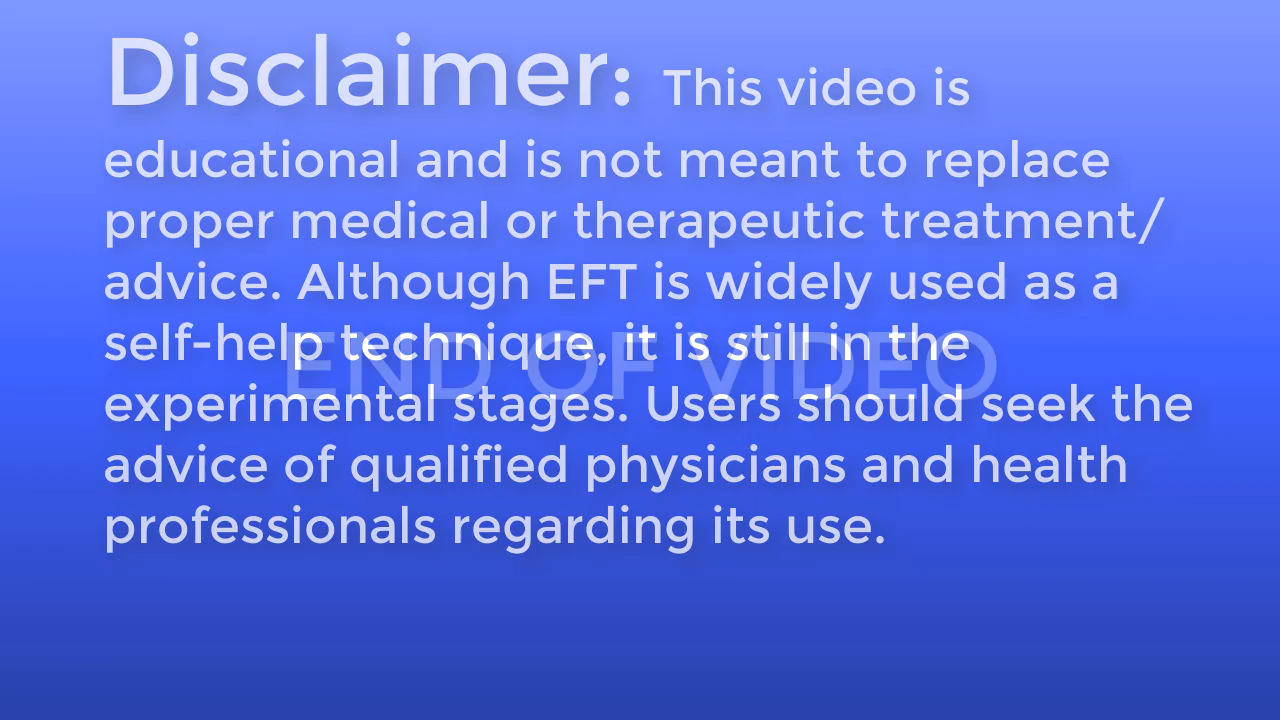 Disclaimer: This video is
educational and is not meant to replace
proper medical or therapeutic treatment/
advice. Although EFT is widely used as a
self-help technique, it is still in the
END OF VIDEO
experimental stages. Users should seek the
advice of qualified physicians and health
professionals regarding its use.